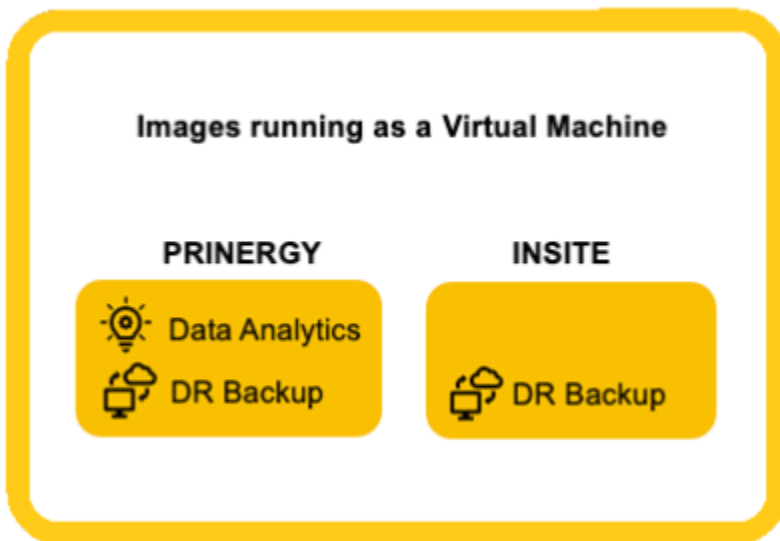 Images running as a Virtual Machine
PRINERGY
Data Analytics
DR Backup
INSITE
DR Backup